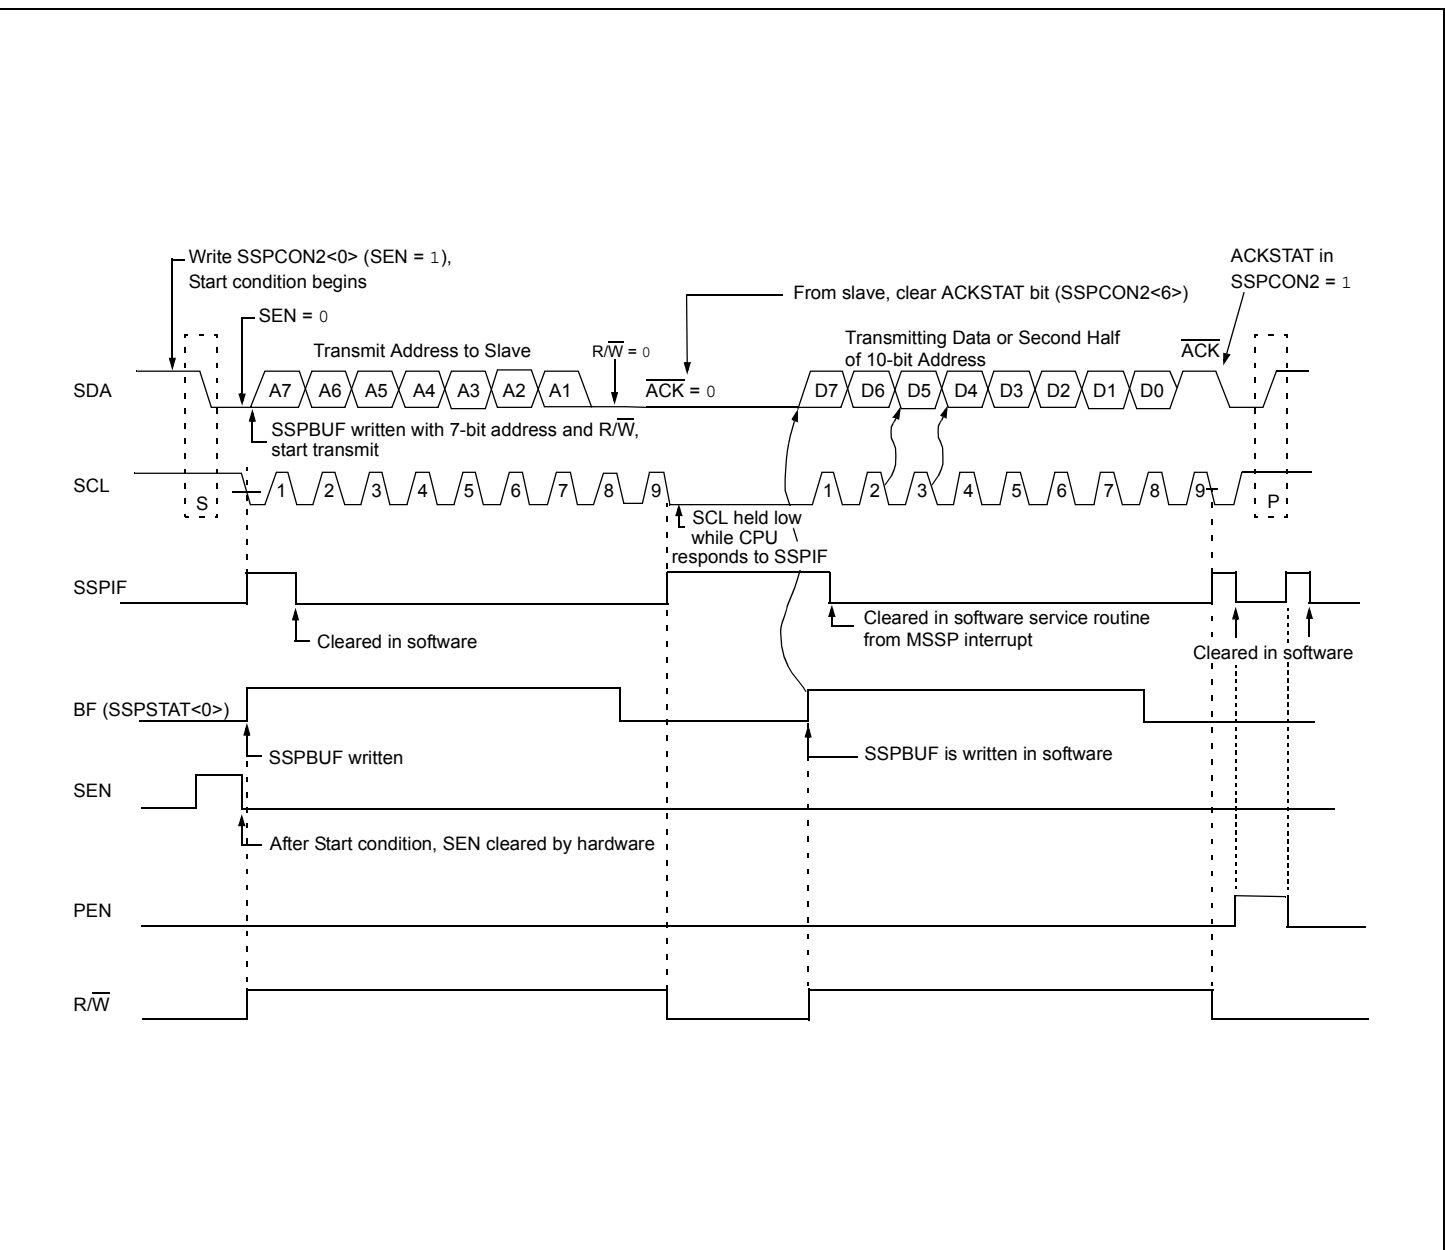 Write SSPCON2<0> (SEN = 1),
Start condition begins
ACKSTAT in
SSPCON2 = 1
From slave, clear ACKSTAT bit (SSPCON2<6>)
SEN = 0
Transmit Address to Slave
R/W̅ = 0
Transmitting Data or Second Half
of 10-bit Address
A̅C̅K̅
SDA
A7 A6 A5 A4 A3 A2 A1
A̅C̅K̅ = 0
D7 D6 D5 D4 D3 D2 D1 D0
SSPBUF written with 7-bit address and R/W̅,
start transmit
SCL
S
1 2 3 4 5 6 7 8 9
1 2 3 4 5 6 7 8 9
P
SCL held low
while CPU
responds to SSPIF
SSPIF
Cleared in software
Cleared in software service routine
from MSSP interrupt
Cleared in software
BF (SSPSTAT<0>)
SSPBUF written
SSPBUF is written in software
SEN
After Start condition, SEN cleared by hardware
PEN
R/W̅